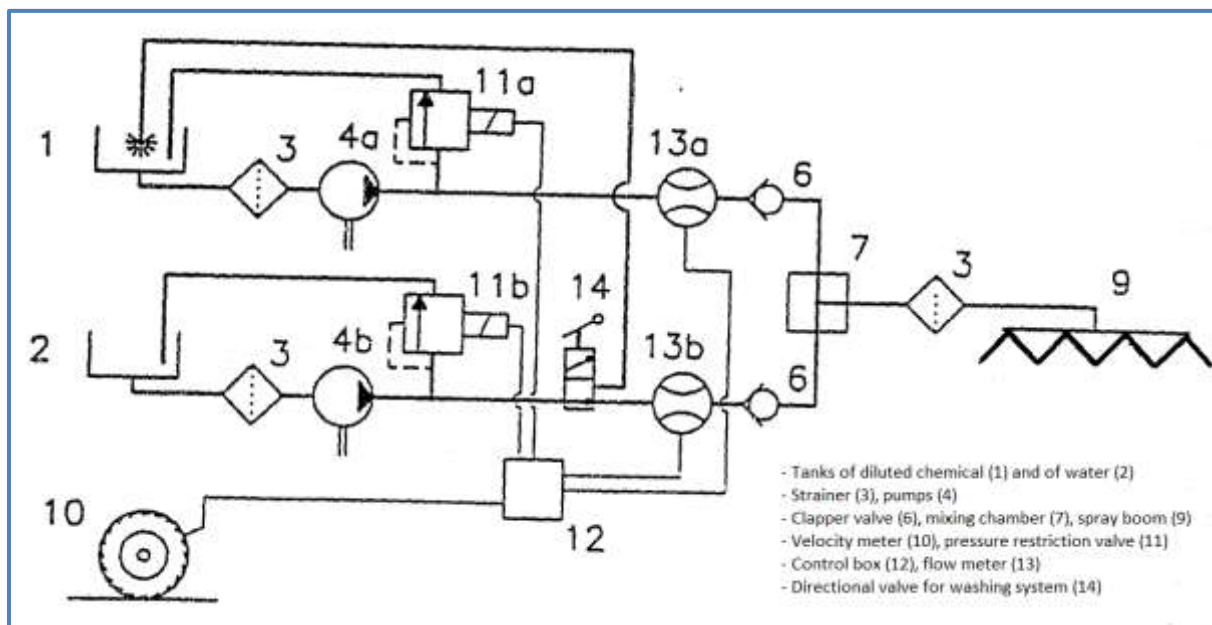 11a
1
3
4a
13a
6
7
3
9
11b
14
2
3
4b
13b
6
10
12
- Tanks of diluted chemical (1) and of water (2)
- Strainer (3), pumps (4)
- Clapper valve (6), mixing chamber (7), spray boom (9)
- Velocity meter (10), pressure restriction valve (11)
- Control box (12), flow meter (13)
- Directional valve for washing system (14)